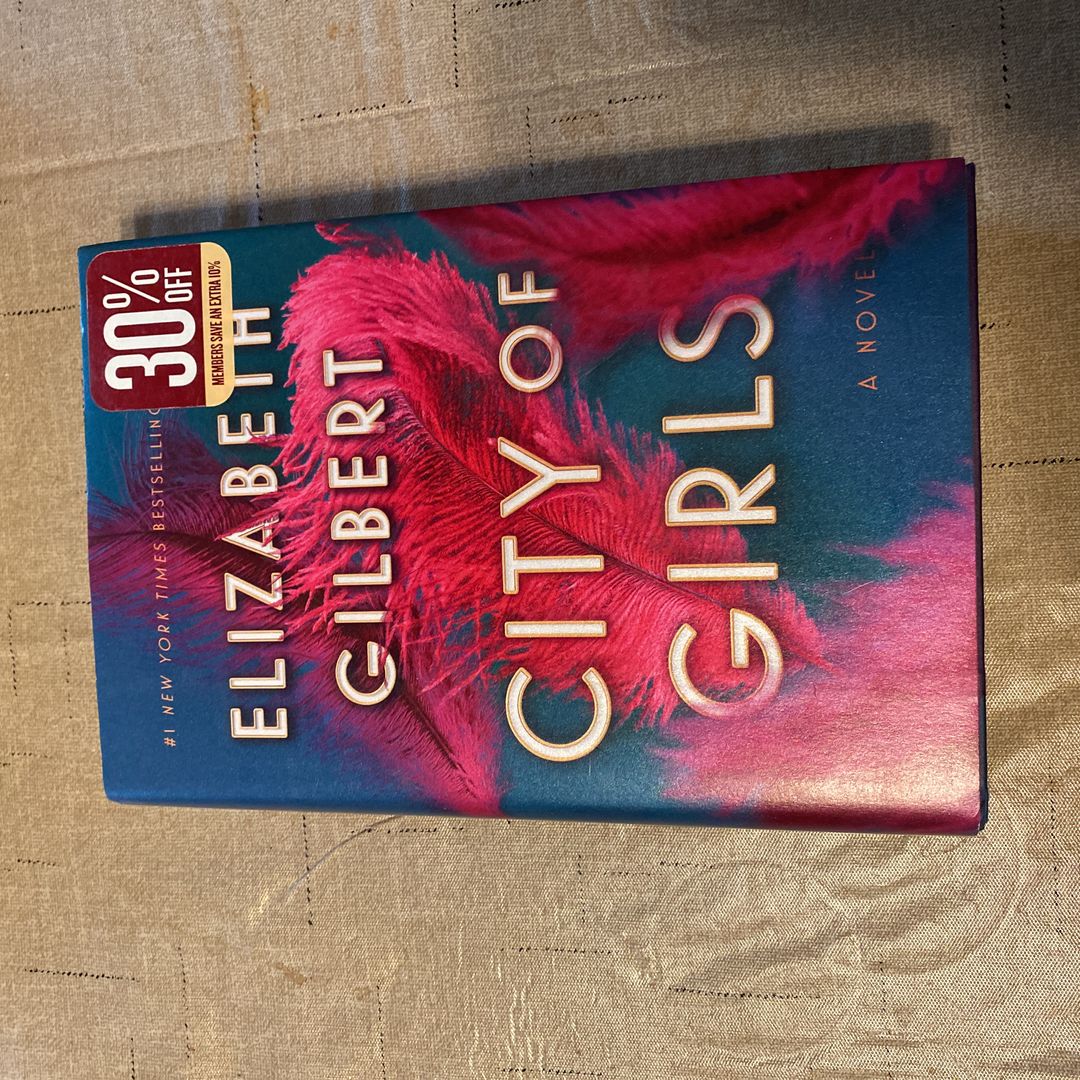 #1 NEW YORK TIMES BESTSELLING
ELIZABETH
GILBERT
CITY OF
GIRLS
A NOVEL
30%
OFF
MEMBERS SAVE AN EXTRA 10%